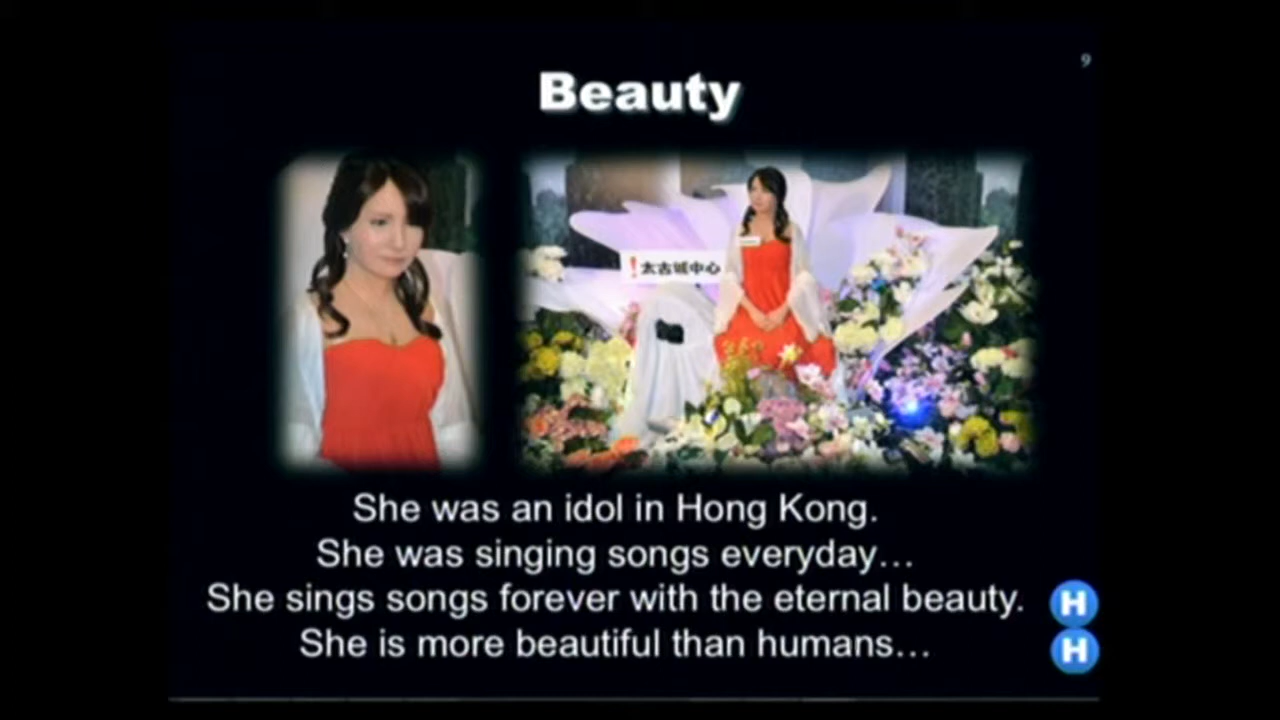 9
Beauty
!太古城中心
She was an idol in Hong Kong.
She was singing songs everyday…
She sings songs forever with the eternal beauty.
She is more beautiful than humans…
H
H